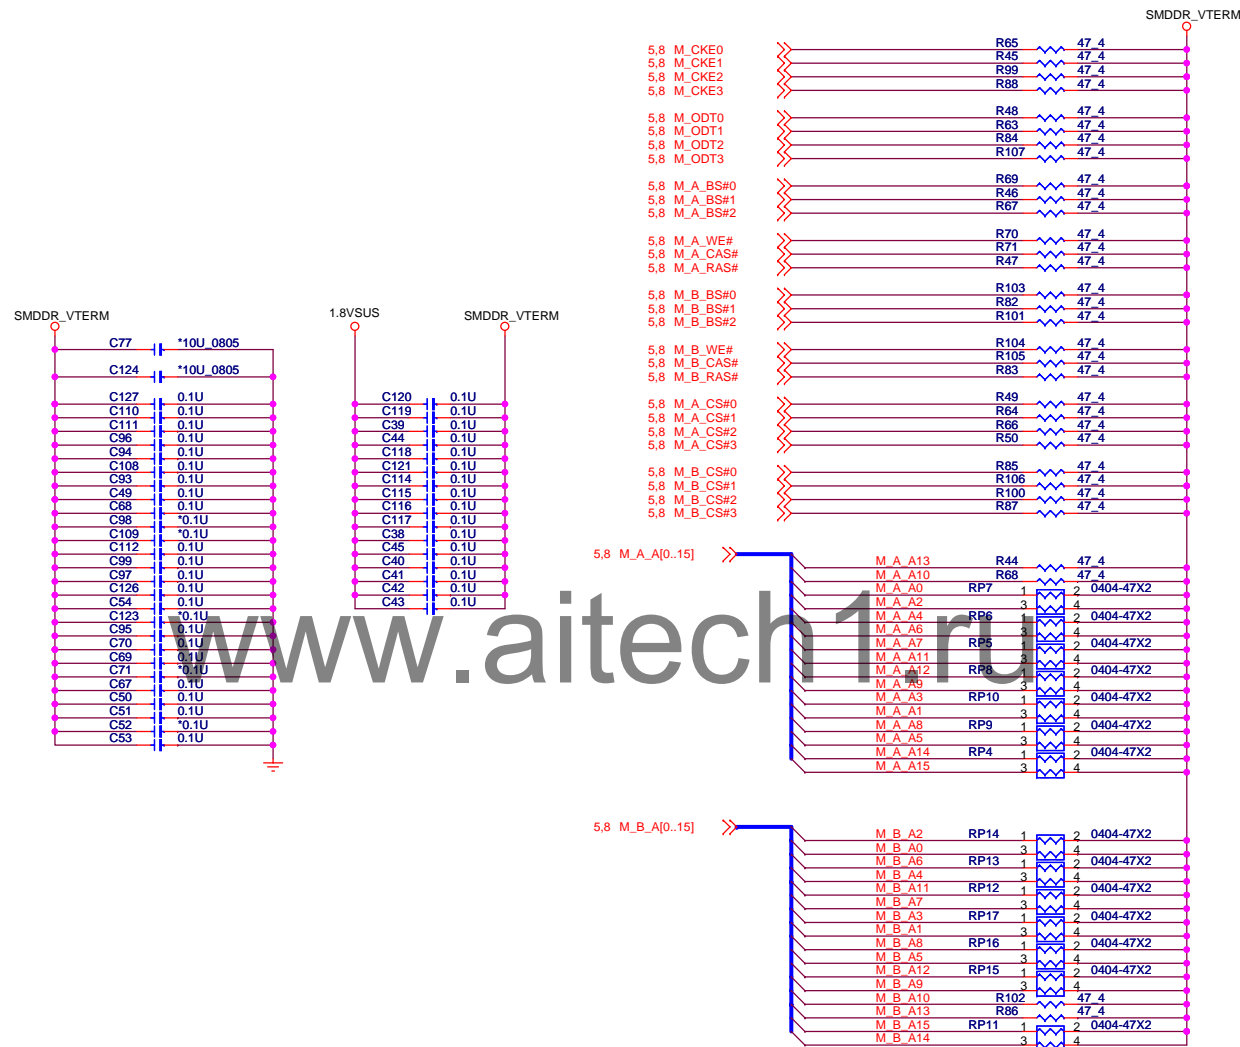 SMDDR_VTERM
5,8 M_CKE0 R65 47_4
5,8 M_CKE1 R45 47_4
5,8 M_CKE2 R99 47_4
5,8 M_CKE3 R88 47_4
5,8 M_ODT0 R48 47_4
5,8 M_ODT1 R63 47_4
5,8 M_ODT2 R84 47_4
5,8 M_ODT3 R107 47_4
5,8 M_A_BS#0 R69 47_4
5,8 M_A_BS#1 R46 47_4
5,8 M_A_BS#2 R67 47_4
5,8 M_A_WE# R70 47_4
5,8 M_A_CAS# R71 47_4
5,8 M_A_RAS# R47 47_4
5,8 M_B_BS#0 R103 47_4
5,8 M_B_BS#1 R82 47_4
5,8 M_B_BS#2 R101 47_4
5,8 M_B_WE# R104 47_4
5,8 M_B_CAS# R105 47_4
5,8 M_B_RAS# R83 47_4
5,8 M_A_CS#0 R49 47_4
5,8 M_A_CS#1 R64 47_4
5,8 M_A_CS#2 R66 47_4
5,8 M_A_CS#3 R50 47_4
5,8 M_B_CS#0 R85 47_4
5,8 M_B_CS#1 R106 47_4
5,8 M_B_CS#2 R100 47_4
5,8 M_B_CS#3 R87 47_4
SMDDR_VTERM
C77 *10U_0805
C124 *10U_0805
C127 0.1U
C110 0.1U
C111 0.1U
C96 0.1U
C94 0.1U
C108 0.1U
C93 0.1U
C49 0.1U
C68 0.1U
C98 *0.1U
C109 *0.1U
C112 0.1U
C99 0.1U
C97 0.1U
C126 0.1U
C54 0.1U
C123 *0.1U
C95 0.1U
C70 0.1U
C69 0.1U
C71 *0.1U
C67 0.1U
C50 0.1U
C51 0.1U
C52 *0.1U
C53 0.1U
1.8VSUS SMDDR_VTERM
C120 0.1U
C119 0.1U
C39 0.1U
C44 0.1U
C118 0.1U
C121 0.1U
C114 0.1U
C115 0.1U
C116 0.1U
C117 0.1U
C38 0.1U
C45 0.1U
C40 0.1U
C41 0.1U
C42 0.1U
C43 0.1U
www.aitech1.ru
5,8 M_A_A[0..15]
M_A_A13 R44 47_4
M_A_A10 R68 47_4
M_A_A0 RP7 1 2 0404-47X2
M_A_A2 3 4
M_A_A4 RP6 1 2 0404-47X2
M_A_A6 3 4
M_A_A7 RP5 1 2 0404-47X2
M_A_A11 3 4
M_A_A12 RP8 1 2 0404-47X2
M_A_A9 3 4
M_A_A3 RP10 1 2 0404-47X2
M_A_A1 3 4
M_A_A8 RP9 1 2 0404-47X2
M_A_A5 3 4
M_A_A14 RP4 1 2 0404-47X2
M_A_A15 3 4
5,8 M_B_A[0..15]
M_B_A2 RP14 1 2 0404-47X2
M_B_A0 3 4
M_B_A6 RP13 1 2 0404-47X2
M_B_A4 3 4
M_B_A11 RP12 1 2 0404-47X2
M_B_A7 3 4
M_B_A3 RP17 1 2 0404-47X2
M_B_A1 3 4
M_B_A8 RP16 1 2 0404-47X2
M_B_A5 3 4
M_B_A12 RP15 1 2 0404-47X2
M_B_A9 3 4
M_B_A10 R102 47_4
M_B_A13 R86 47_4
M_B_A15 RP11 1 2 0404-47X2
M_B_A14 3 4